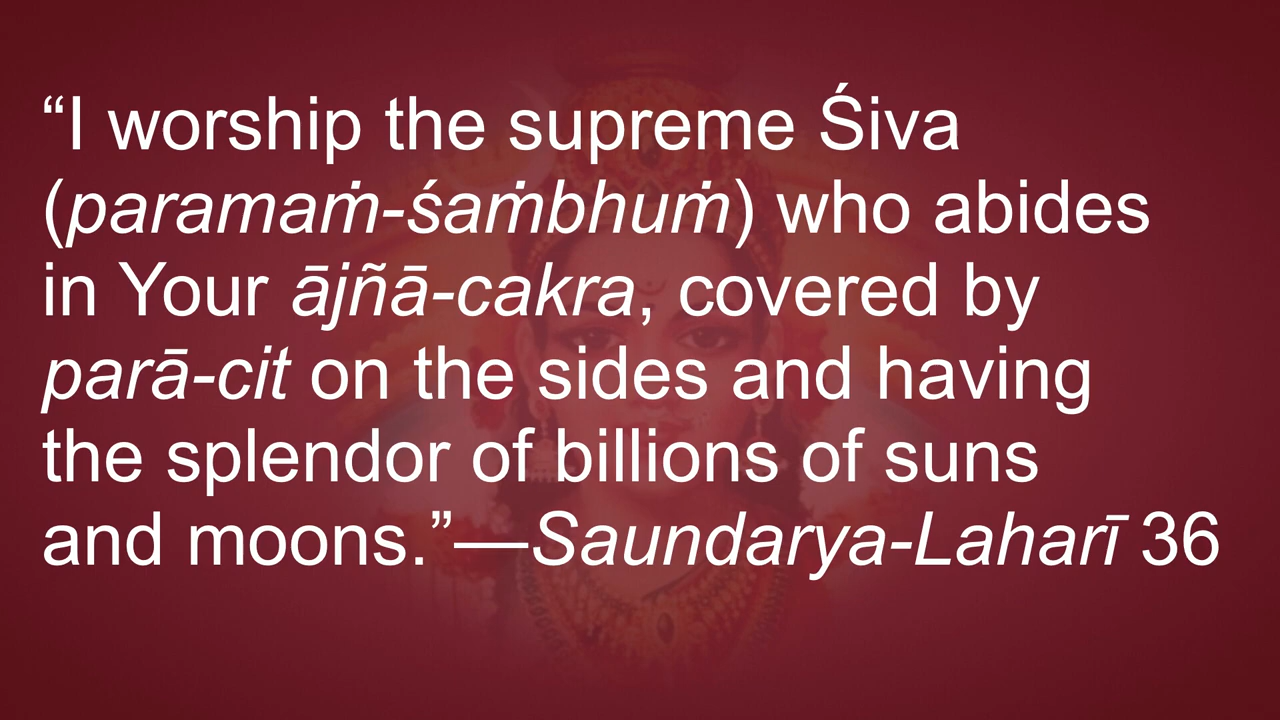 “I worship the supreme Śiva
(paramaṁ-śaṁbhuṁ) who abides
in Your ājñā-cakra, covered by
parā-cit on the sides and having
the splendor of billions of suns
and moons.”—Saundarya-Laharī 36